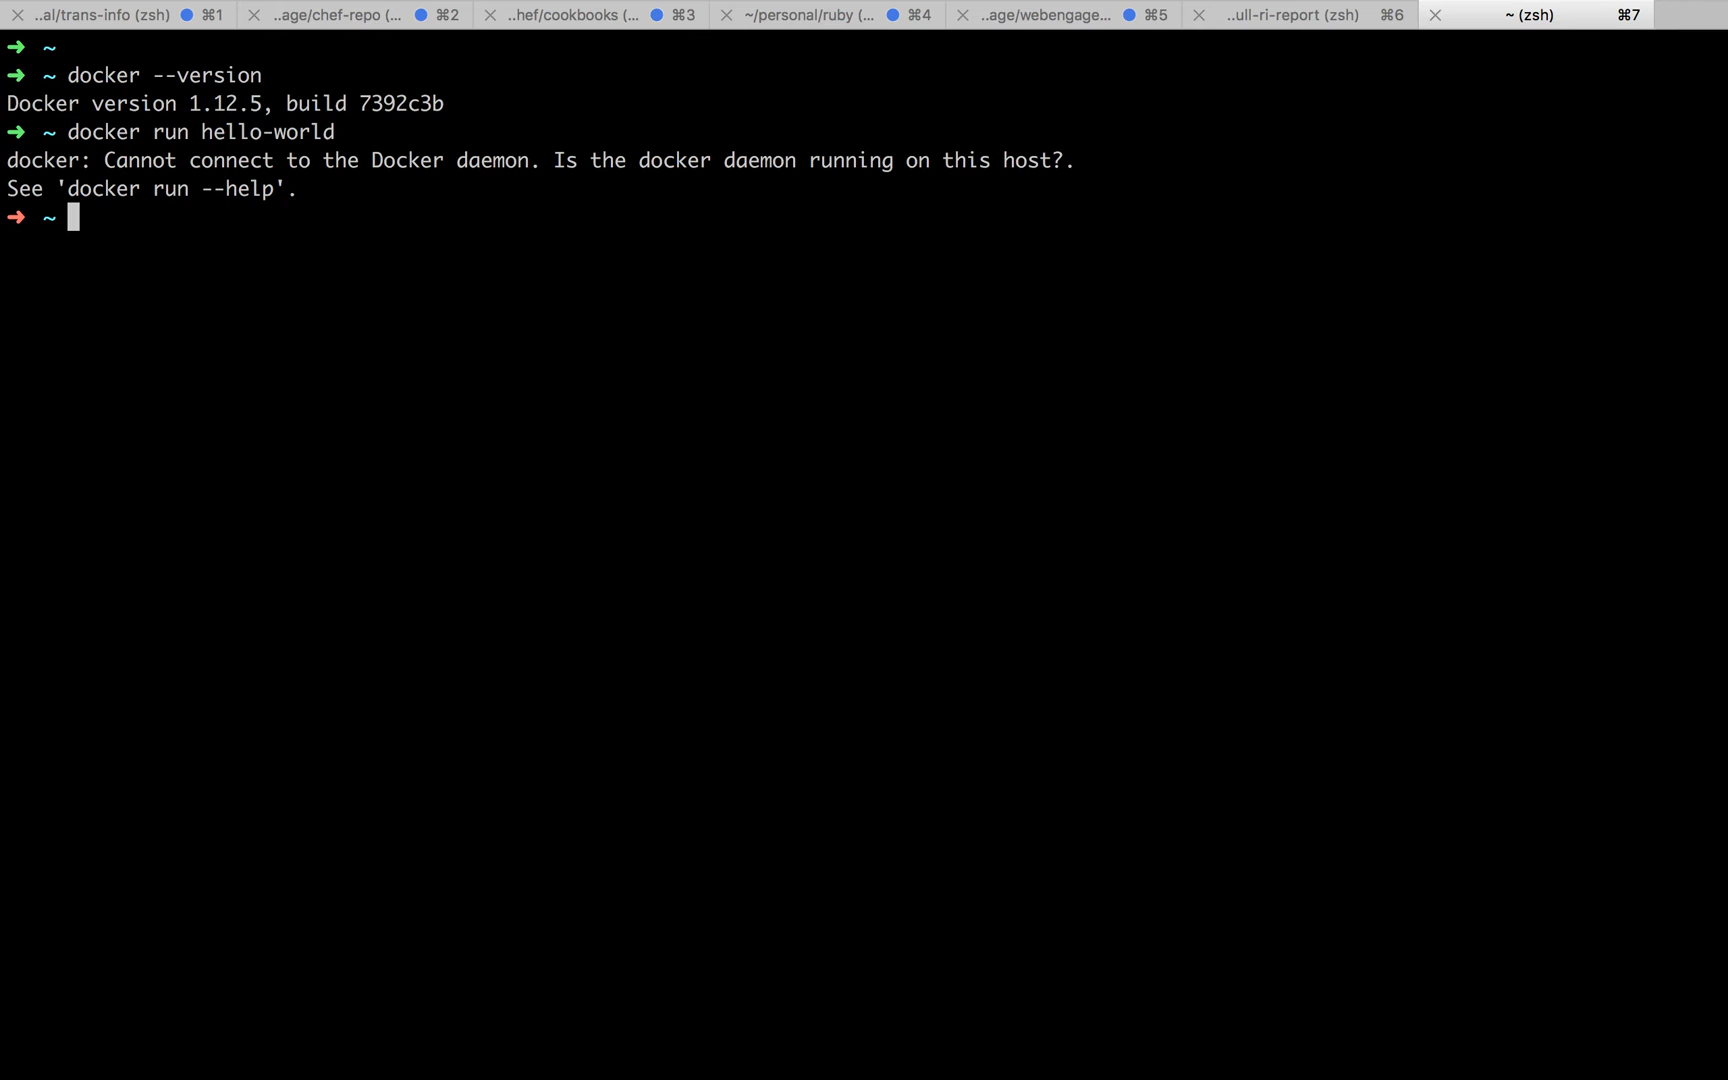 ..al/trans-info (zsh) ⌘1 ..age/chef-repo (... ⌘2 ..hef/cookbooks (... ⌘3 ~/personal/ruby (... ⌘4 ..age/webengage... ⌘5 ..ull-ri-report (zsh) ⌘6 ~ (zsh) ⌘7
➜ ~
➜ ~ docker --version
Docker version 1.12.5, build 7392c3b
➜ ~ docker run hello-world
docker: Cannot connect to the Docker daemon. Is the docker daemon running on this host?.
See 'docker run --help'.
➜ ~